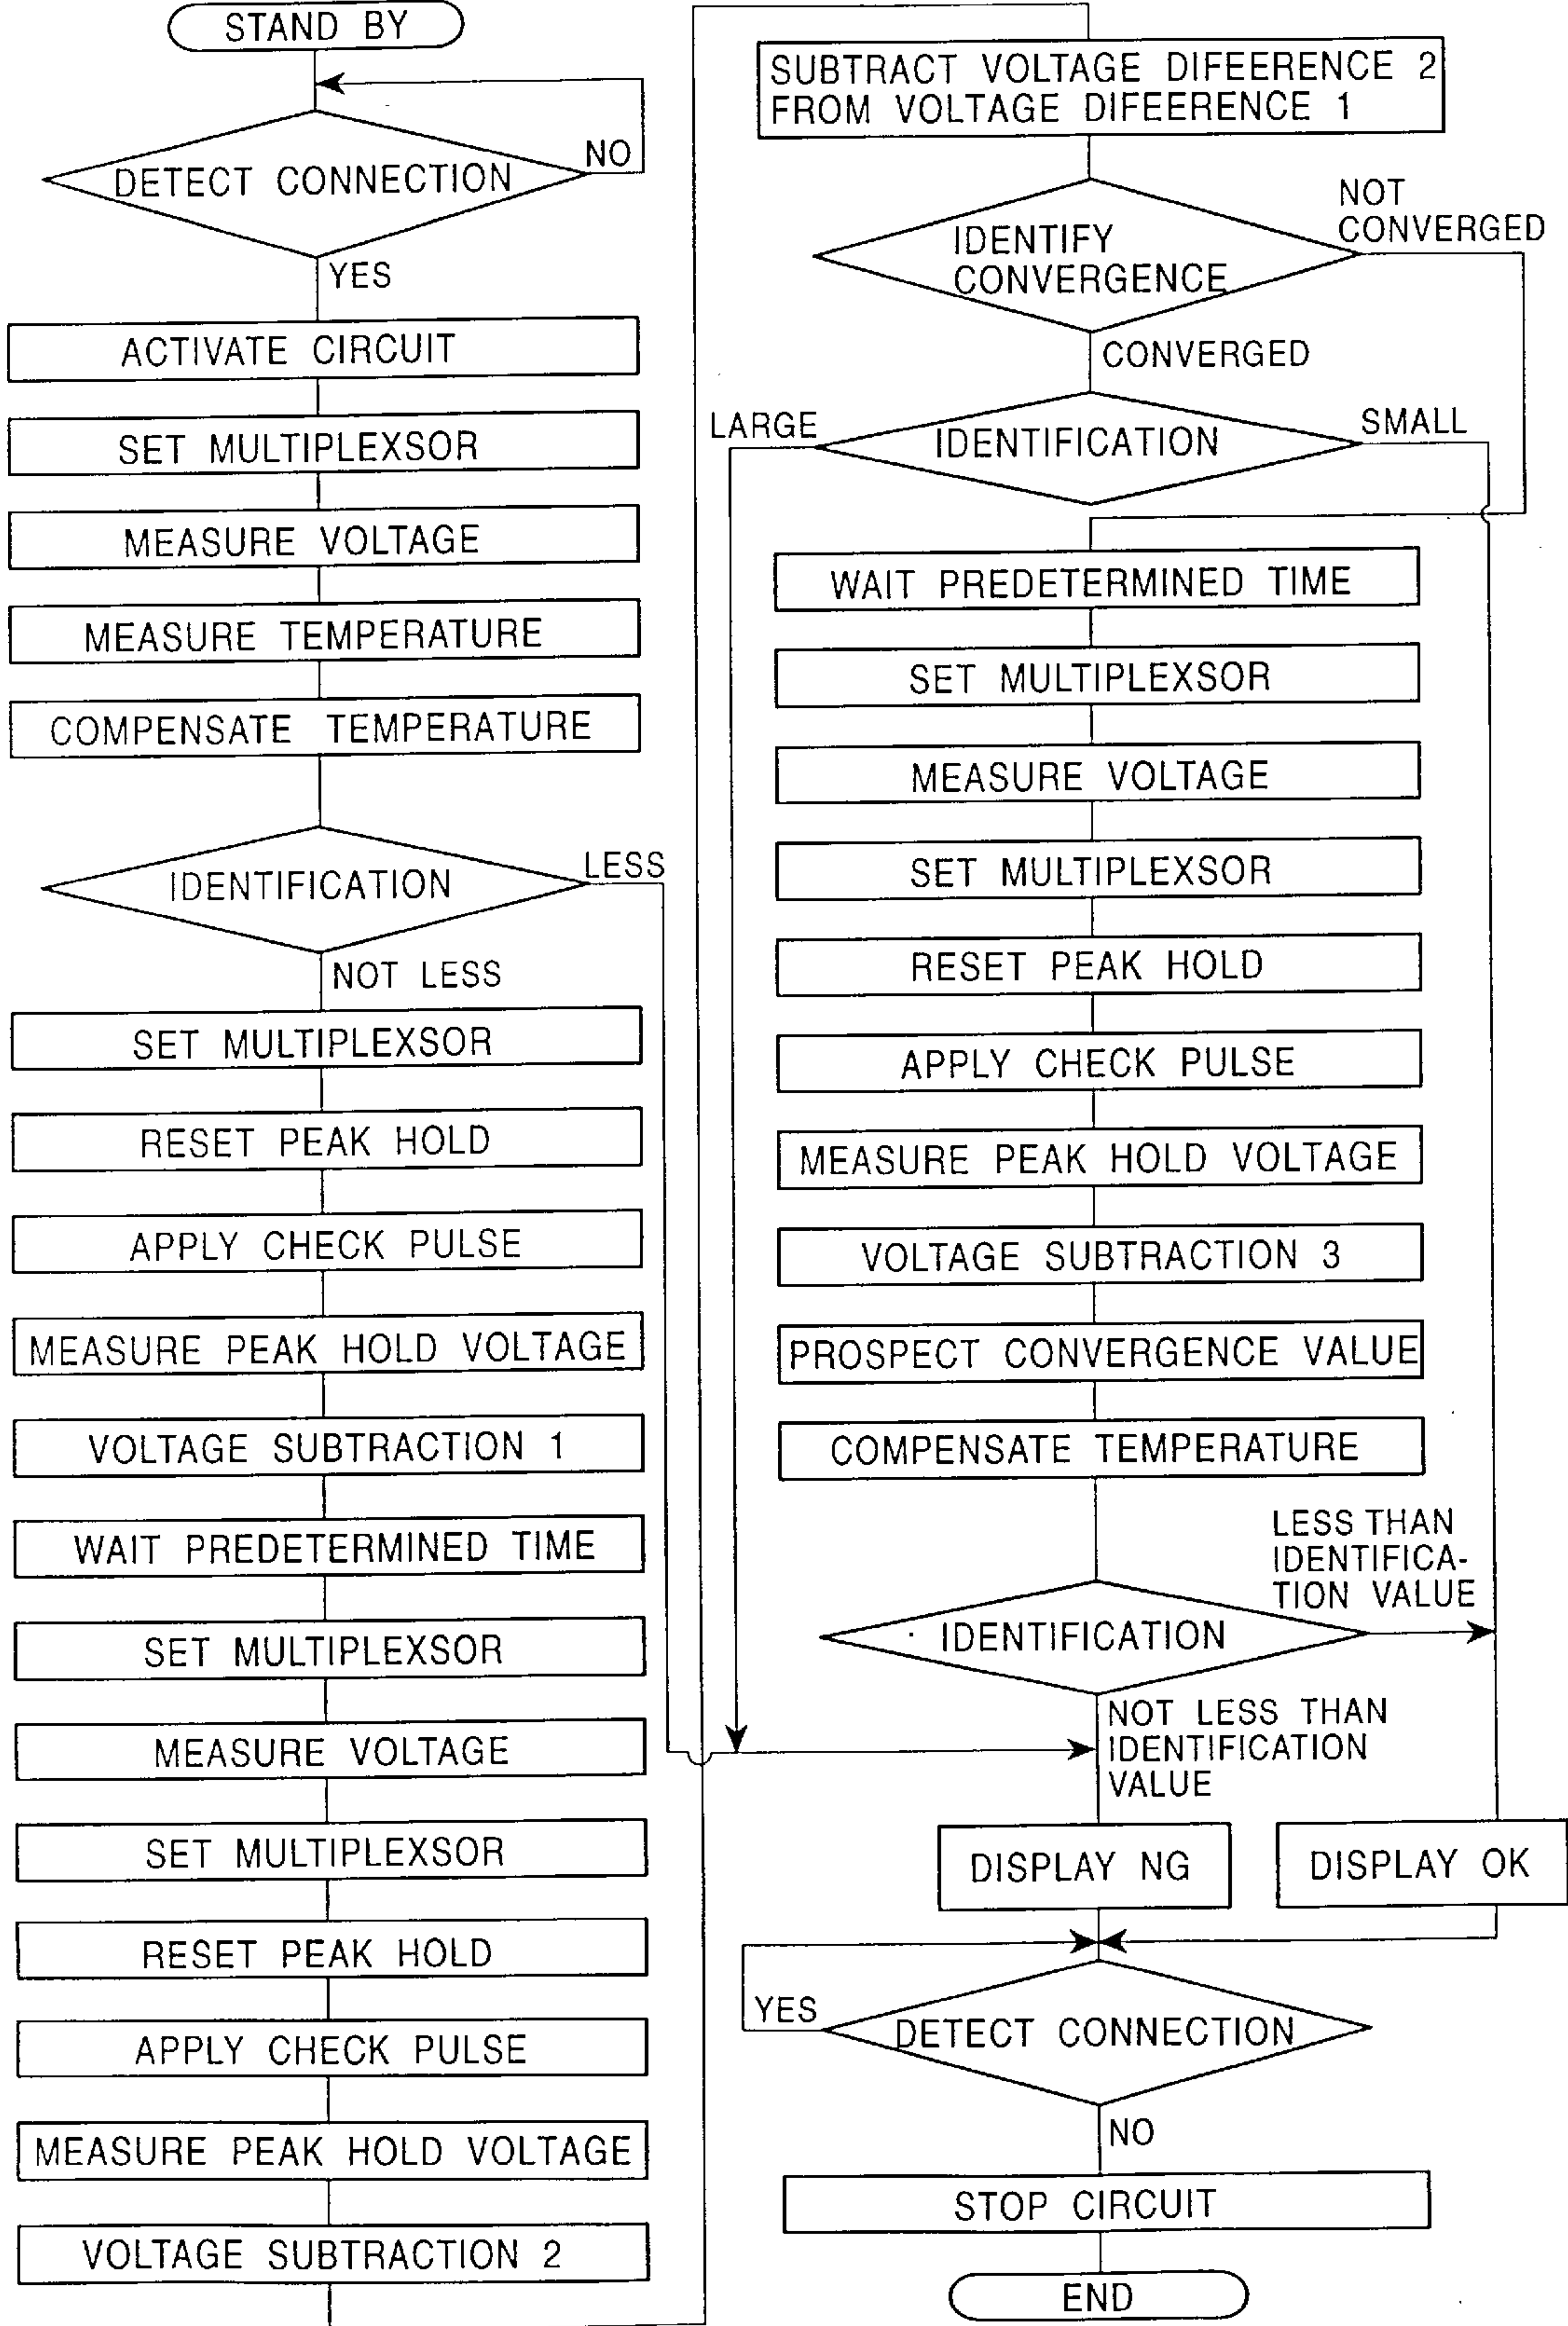 STAND BY
DETECT CONNECTION
NO
YES
ACTIVATE CIRCUIT
SET MULTIPLEXSOR
MEASURE VOLTAGE
MEASURE TEMPERATURE
COMPENSATE TEMPERATURE
IDENTIFICATION
LESS
NOT LESS
SET MULTIPLEXSOR
RESET PEAK HOLD
APPLY CHECK PULSE
MEASURE PEAK HOLD VOLTAGE
VOLTAGE SUBTRACTION 1
WAIT PREDETERMINED TIME
SET MULTIPLEXSOR
MEASURE VOLTAGE
SET MULTIPLEXSOR
RESET PEAK HOLD
APPLY CHECK PULSE
MEASURE PEAK HOLD VOLTAGE
VOLTAGE SUBTRACTION 2
SUBTRACT VOLTAGE DIFEERENCE 2
FROM VOLTAGE DIFEERENCE 1
IDENTIFY
CONVERGENCE
NOT
CONVERGED
CONVERGED
LARGE
IDENTIFICATION
SMALL
WAIT PREDETERMINED TIME
SET MULTIPLEXSOR
MEASURE VOLTAGE
SET MULTIPLEXSOR
RESET PEAK HOLD
APPLY CHECK PULSE
MEASURE PEAK HOLD VOLTAGE
VOLTAGE SUBTRACTION 3
PROSPECT CONVERGENCE VALUE
COMPENSATE TEMPERATURE
IDENTIFICATION
LESS THAN
IDENTIFICA-
TION VALUE
NOT LESS THAN
IDENTIFICATION
VALUE
DISPLAY NG
DISPLAY OK
YES
DETECT CONNECTION
NO
STOP CIRCUIT
END